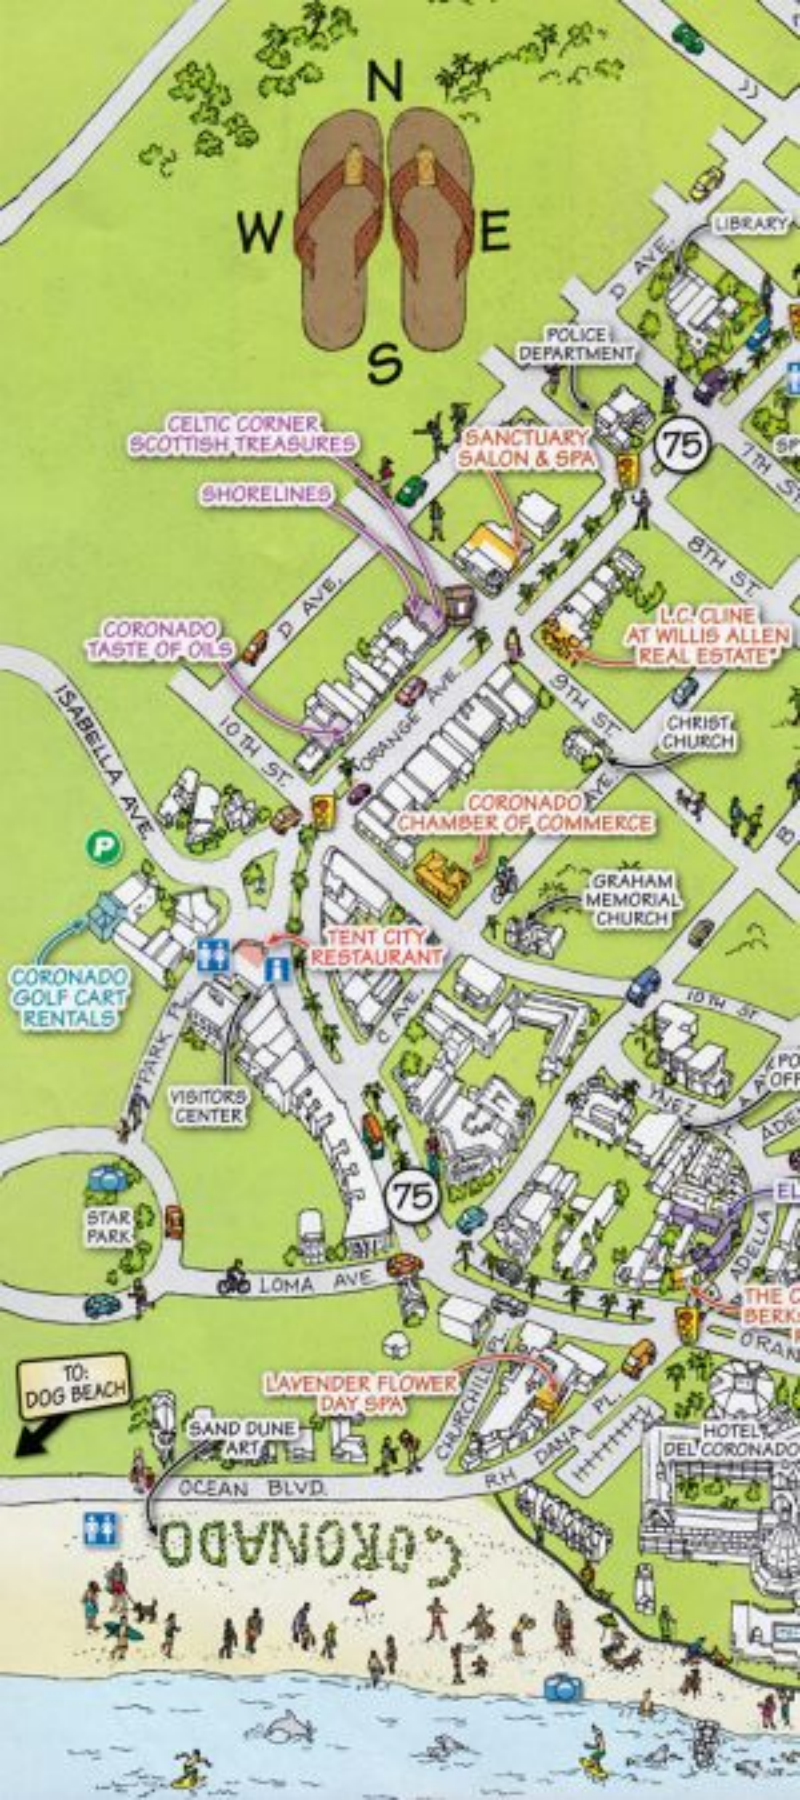 N
W
E
S
LIBRARY
D AVE.
POLICE
DEPARTMENT
75
7TH ST.
CELTIC CORNER
SCOTTISH TREASURES
SANCTUARY
SALON & SPA
SHORELINES
8TH ST.
D AVE.
L.C. CLINE
AT WILLIS ALLEN
REAL ESTATE*
CORONADO
TASTE OF OILS
ORANGE AVE.
9TH ST.
ISABELLA AVE.
10TH ST.
CHRIST
CHURCH
AVE.
P
CORONADO
CHAMBER OF COMMERCE
B
GRAHAM
MEMORIAL
CHURCH
TENT CITY
RESTAURANT
CORONADO
GOLF CART
RENTALS
10TH ST
C AVE.
PARK PL.
VISITORS
CENTER
YNEZ
75
STAR
PARK
ADELLA
LOMA AVE.
TO:
DOG BEACH
LAVENDER FLOWER
DAY SPA
CHURCHILL PL.
RH DANA PL.
SAND DUNE
ART
HOTEL
DEL CORONADO
OCEAN BLVD.
CORONADO